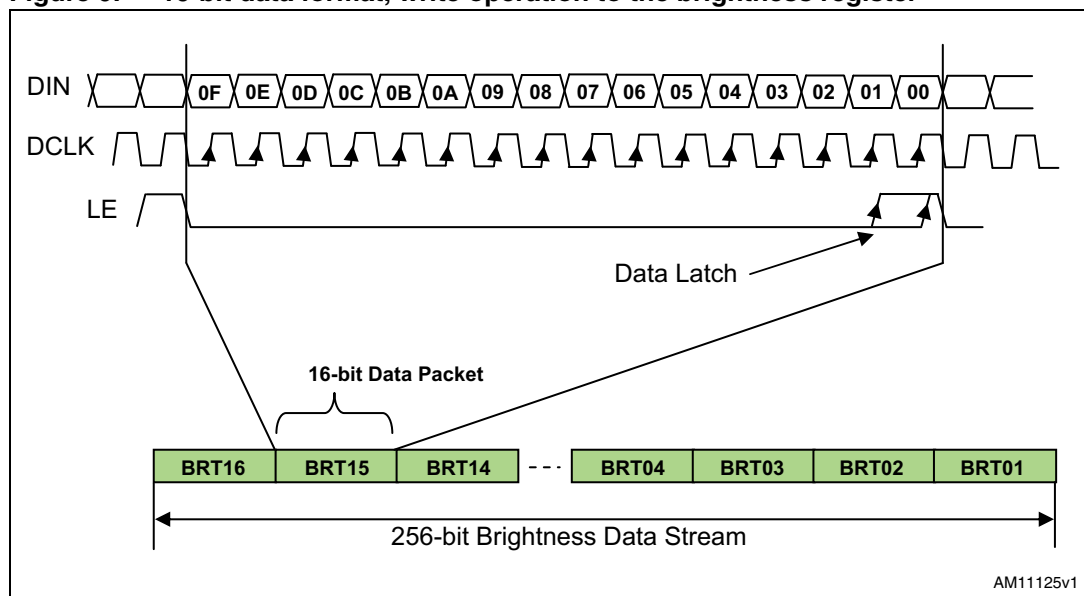 DIN 0F 0E 0D 0C 0B 0A 09 08 07 06 05 04 03 02 01 00
DCLK
LE
Data Latch
16-bit Data Packet
BRT16 BRT15 BRT14 BRT04 BRT03 BRT02 BRT01
256-bit Brightness Data Stream
AM11125v1